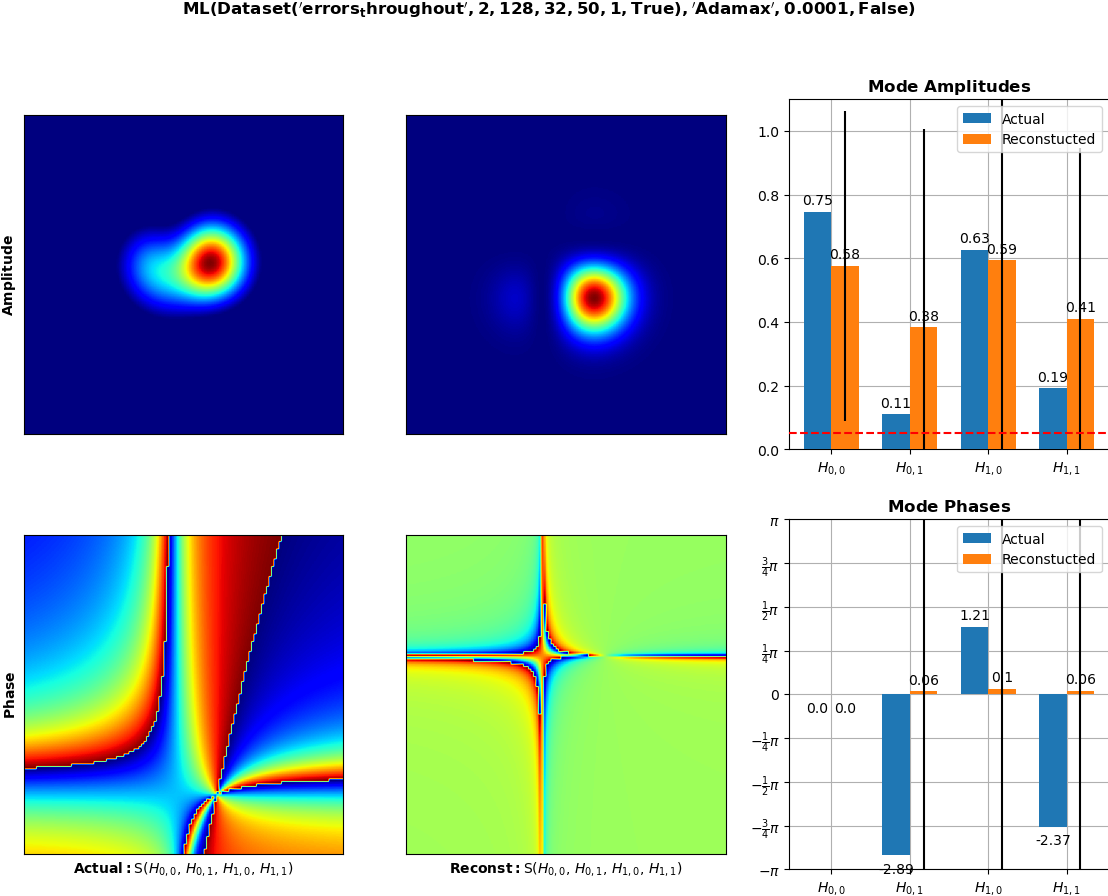 ML(Dataset('errors_throughout', 2, 128, 32, 50, 1, True), 'Adamax', 0.0001, False)
Amplitude
Mode Amplitudes
Actual
Reconstucted
1.0
0.8
0.6
0.4
0.2
0.0
0.75
0.58
0.11
0.38
0.63
0.59
0.19
0.41
H0,0
H0,1
H1,0
H1,1
Phase
Actual: S(H0,0, H0,1, H1,0, H1,1)
Reconst: S(H0,0, H0,1, H1,0, H1,1)
Mode Phases
Actual
Reconstucted
π
3/4π
1/2π
1/4π
0
−1/4π
−1/2π
−3/4π
−π
0.0
0.0
-2.89
0.06
1.21
0.1
-2.37
0.06
H0,0
H0,1
H1,0
H1,1